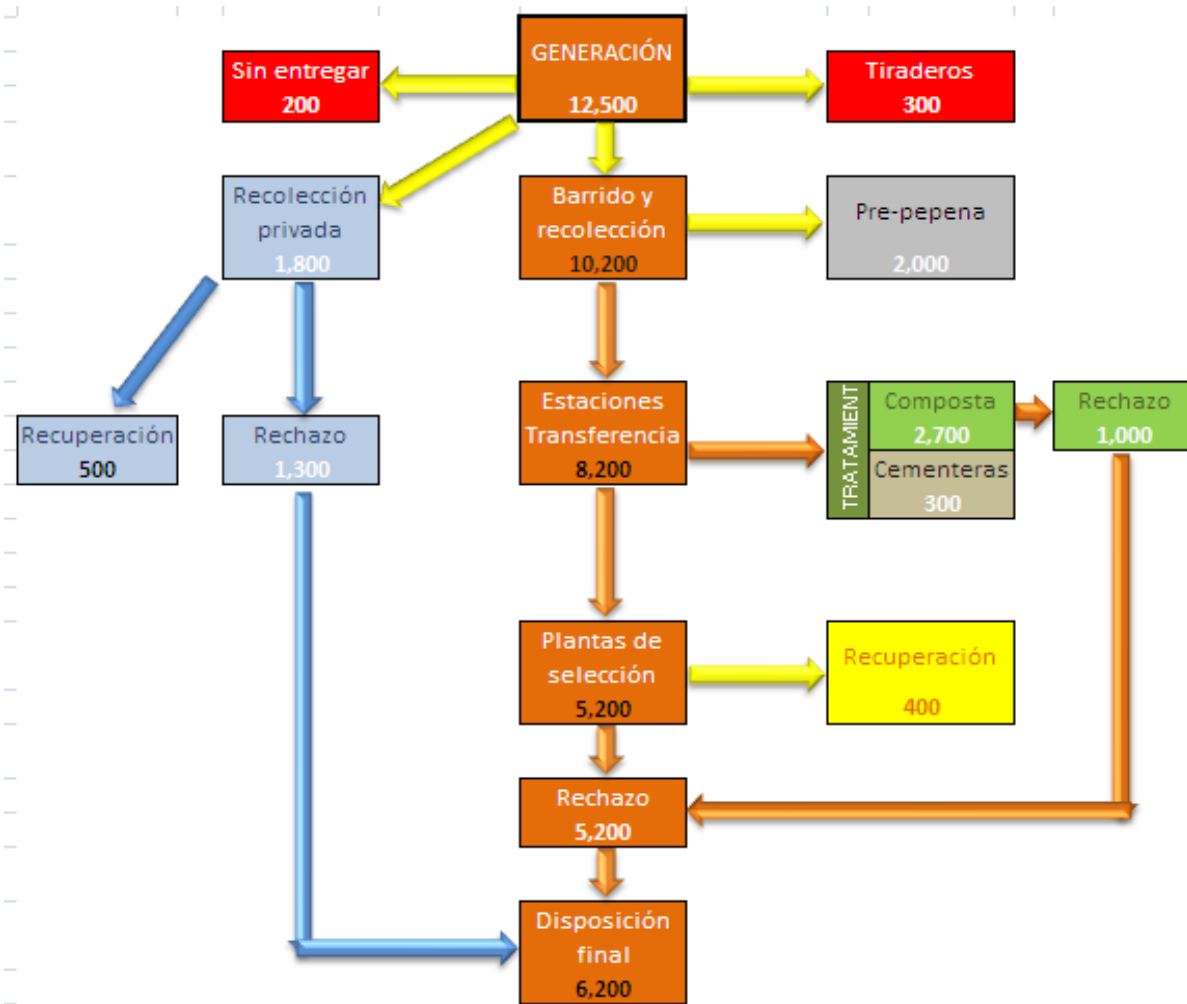 GENERACIÓN
12,500
Sin entregar
200
Tiraderos
300
Recolección
privada
1,800
Barrido y
recolección
10,200
Pre-pepena
2,000
Recuperación
500
Rechazo
1,300
Estaciones
Transferencia
8,200
TRATAMIENT
Composta
2,700
Cementeras
300
Rechazo
1,000
Plantas de
selección
5,200
Recuperación
400
Rechazo
5,200
Disposición
final
6,200